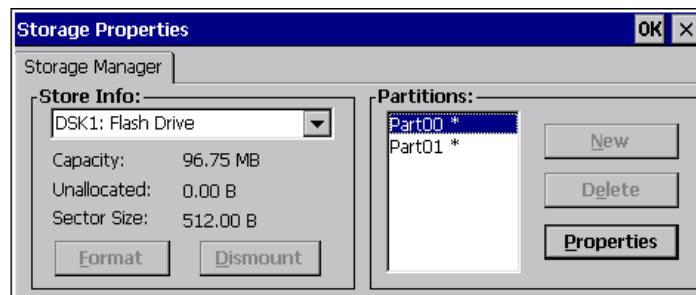 Storage Properties OK ×
Storage Manager
Store Info:
DSK1: Flash Drive
Capacity: 96.75 MB
Unallocated: 0.00 B
Sector Size: 512.00 B
Format Dismount
Partitions:
Part00 *
Part01 *
New
Delete
Properties